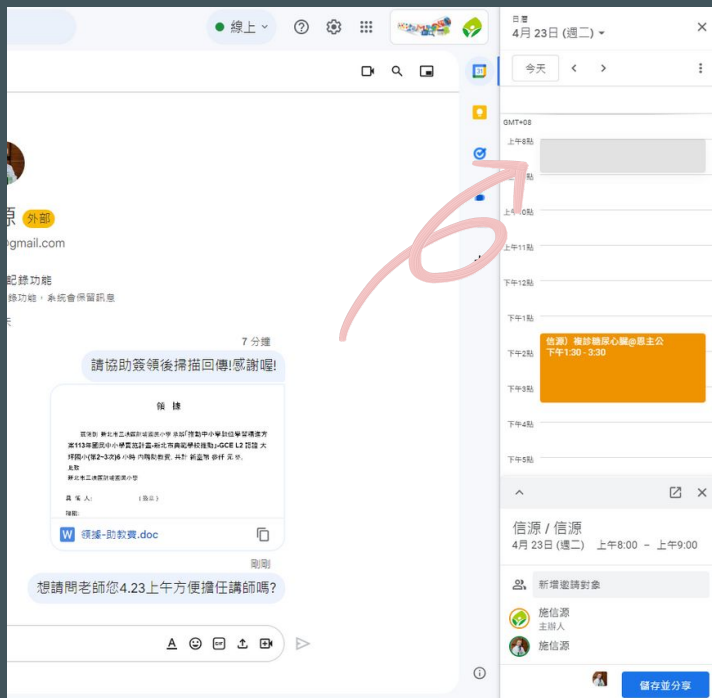 線上
日曆
4月 23日 (週二)
今天
GMT+08
上午8點
上午10點
上午11點
下午12點
下午1點
下午2點
信源）複診糖尿心臟@恩主公
下午1:30 - 3:30
下午3點
下午4點
下午5點
外部
@gmail.com
記錄功能
錄功能，系統會保留訊息
7 分鐘
請協助簽領後掃描回傳!感謝喔!
領 據
此致
領據-助教費.doc
剛剛
想請問老師您4.23上午方便擔任講師嗎?
信源 / 信源
4月 23日 (週二) 上午8:00 – 上午9:00
新增邀請對象
施信源
主辦人
施信源
儲存並分享